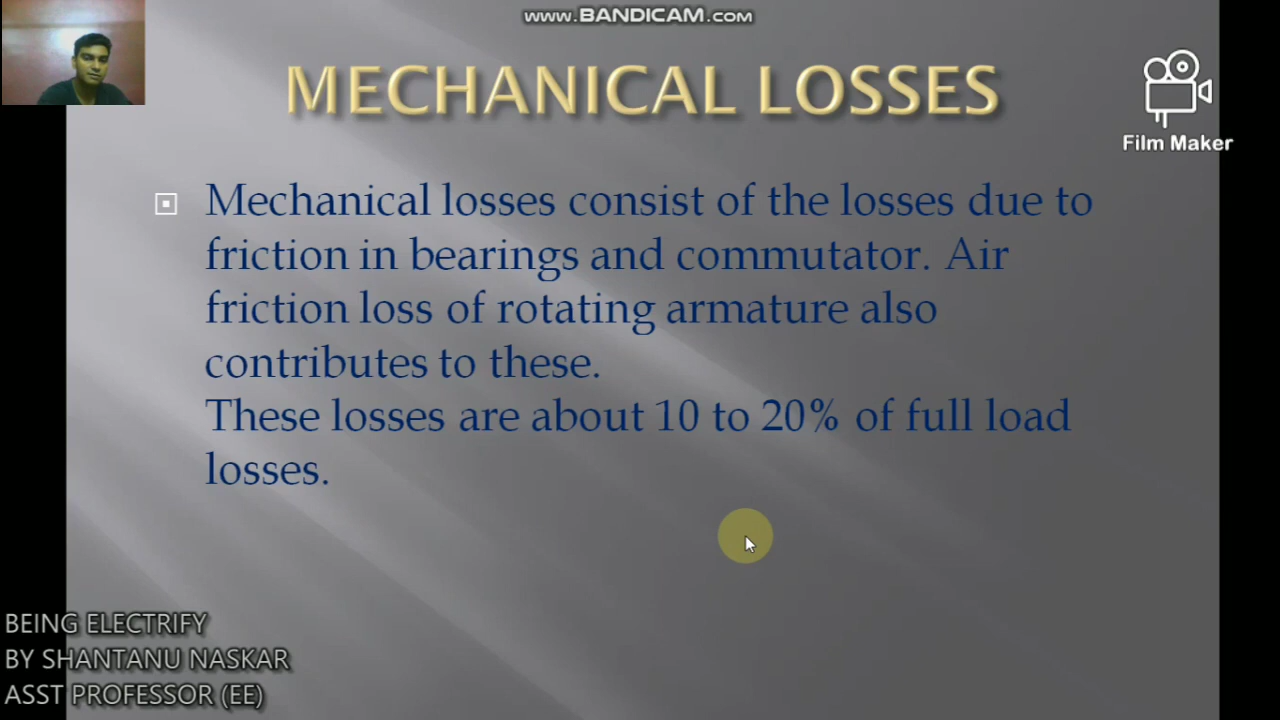 www.BANDICAM.com
MECHANICAL LOSSES
Film Maker
Mechanical losses consist of the losses due to
friction in bearings and commutator. Air
friction loss of rotating armature also
contributes to these.
These losses are about 10 to 20% of full load
losses.
BEING ELECTRIFY
BY SHANTANU NASKAR
ASST PROFESSOR (EE)